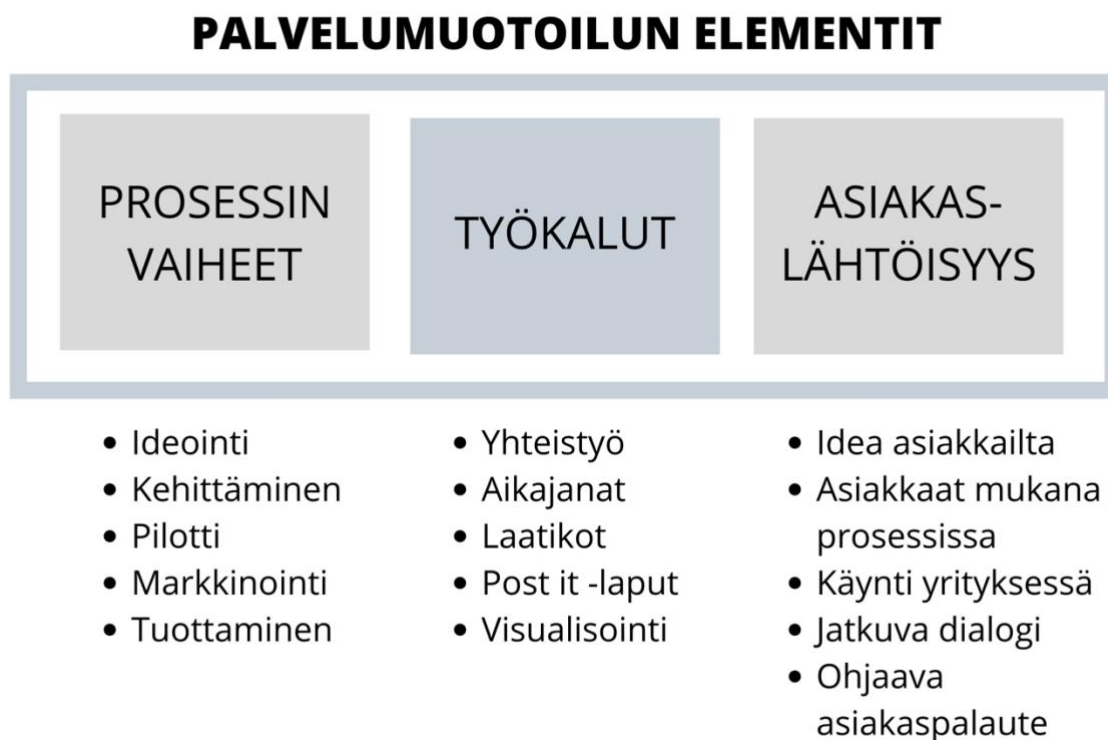 PALVELUMUOTOILUN ELEMENTIT
PROSESSIN
VAIHEET
TYÖKALUT
ASIAKAS-
LÄHTÖISYYS
• Ideointi
• Kehittäminen
• Pilotti
• Markkinointi
• Tuottaminen
• Yhteistyö
• Aikajanat
• Laatikot
• Post it -laput
• Visualisointi
• Idea asiakkailta
• Asiakkaat mukana
prosessissa
• Käynti yrityksessä
• Jatkuva dialogi
• Ohjaava
asiakaspalaute